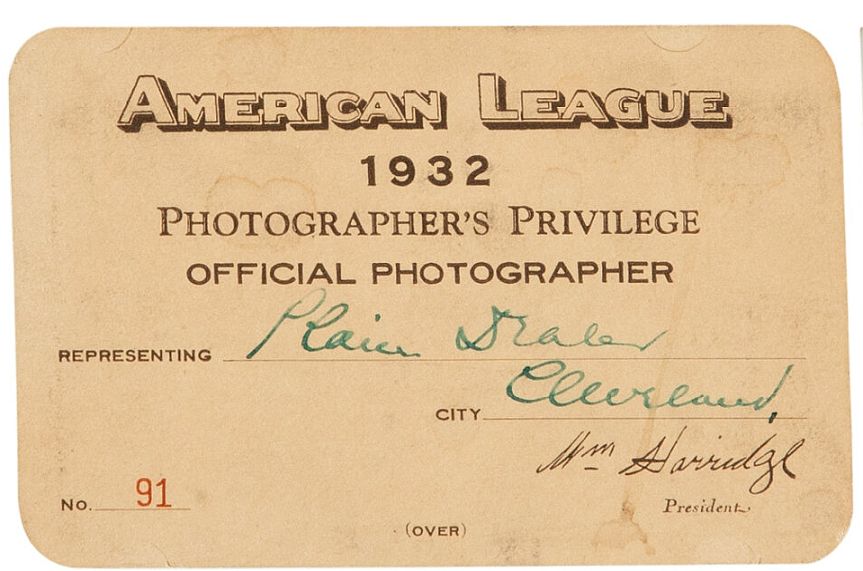 AMERICAN LEAGUE
1932
PHOTOGRAPHER'S PRIVILEGE
OFFICIAL PHOTOGRAPHER
REPRESENTING Plain Dealer
CITY Cleveland,
Wm Harridge
No. 91 President
(OVER)